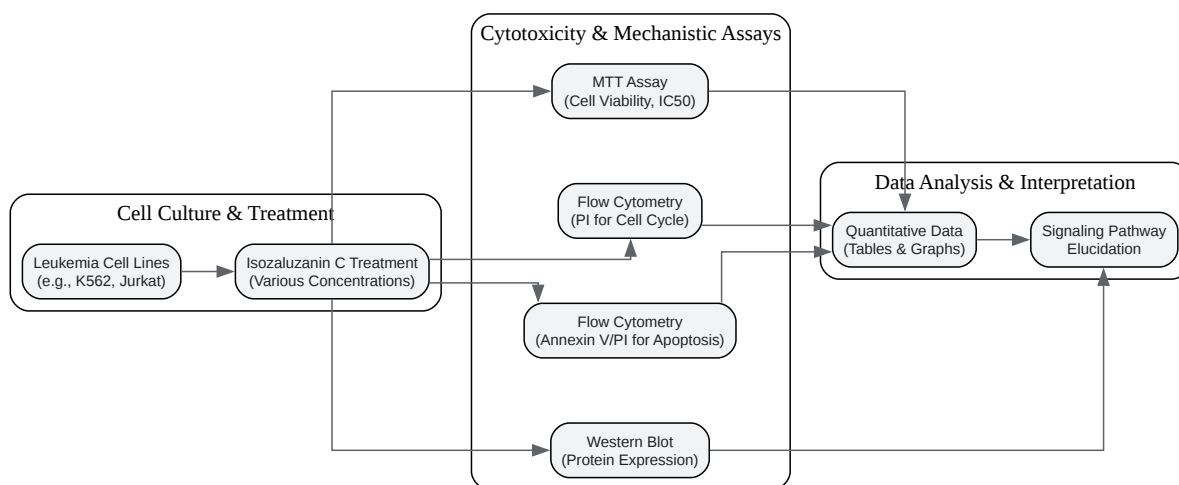 Cell Culture & Treatment
Leukemia Cell Lines
(e.g., K562, Jurkat)
Isozaluzanin C Treatment
(Various Concentrations)
Cytotoxicity & Mechanistic Assays
MTT Assay
(Cell Viability, IC50)
Flow Cytometry
(PI for Cell Cycle)
Flow Cytometry
(Annexin V/PI for Apoptosis)
Western Blot
(Protein Expression)
Data Analysis & Interpretation
Quantitative Data
(Tables & Graphs)
Signaling Pathway
Elucidation